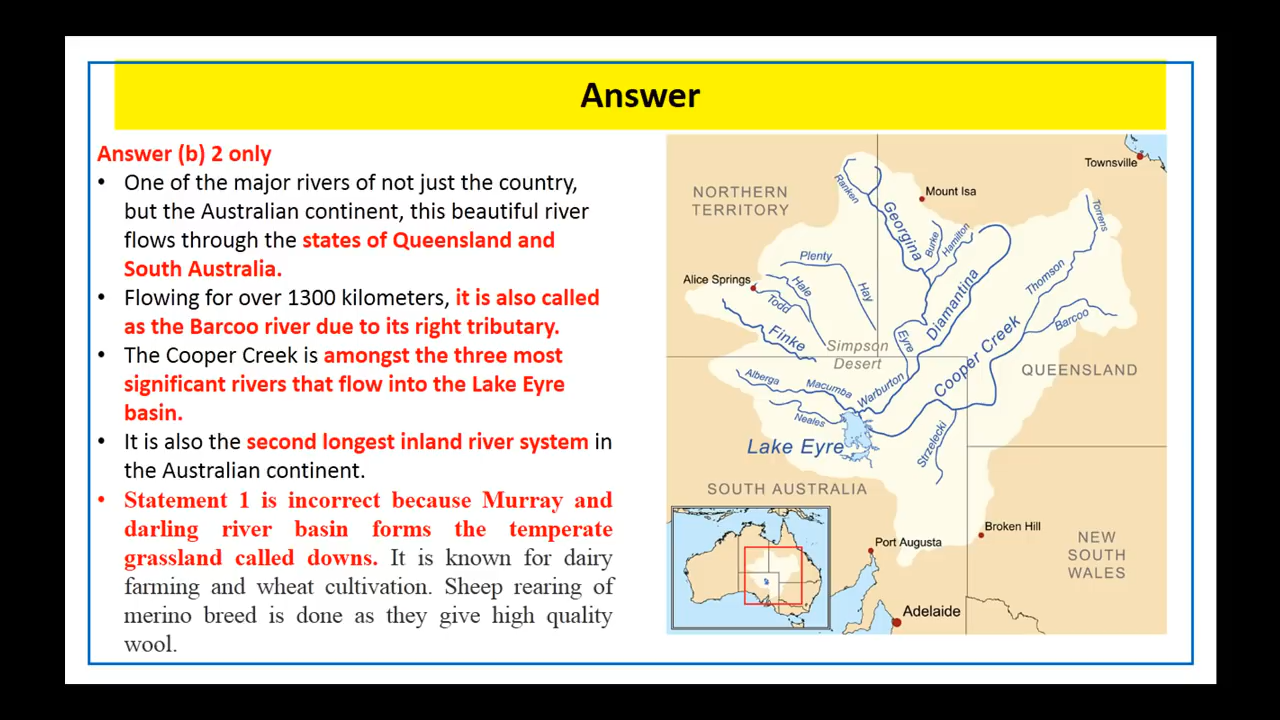 Answer
Answer (b) 2 only
• One of the major rivers of not just the country,
but the Australian continent, this beautiful river
flows through the states of Queensland and
South Australia.
• Flowing for over 1300 kilometers, it is also called
as the Barcoo river due to its right tributary.
• The Cooper Creek is amongst the three most
significant rivers that flow into the Lake Eyre
basin.
• It is also the second longest inland river system in
the Australian continent.
• Statement 1 is incorrect because Murray and
darling river basin forms the temperate
grassland called downs. It is known for dairy
farming and wheat cultivation. Sheep rearing of
merino breed is done as they give high quality
wool.
Townsville
Mount Isa
NORTHERN
TERRITORY
Ranken
Georgina
Burke
Hamilton
Torrens
Plenty
Alice Springs
Hale
Hay
Todd
Thomson
Diamantina
Barcoo
Finke
Simpson
Desert
Eyre
Cooper Creek
QUEENSLAND
Alberga
Macumba
Warburton
Neales
Lake Eyre
Strzelecki
SOUTH AUSTRALIA
Broken Hill
Port Augusta
NEW
SOUTH
WALES
Adelaide